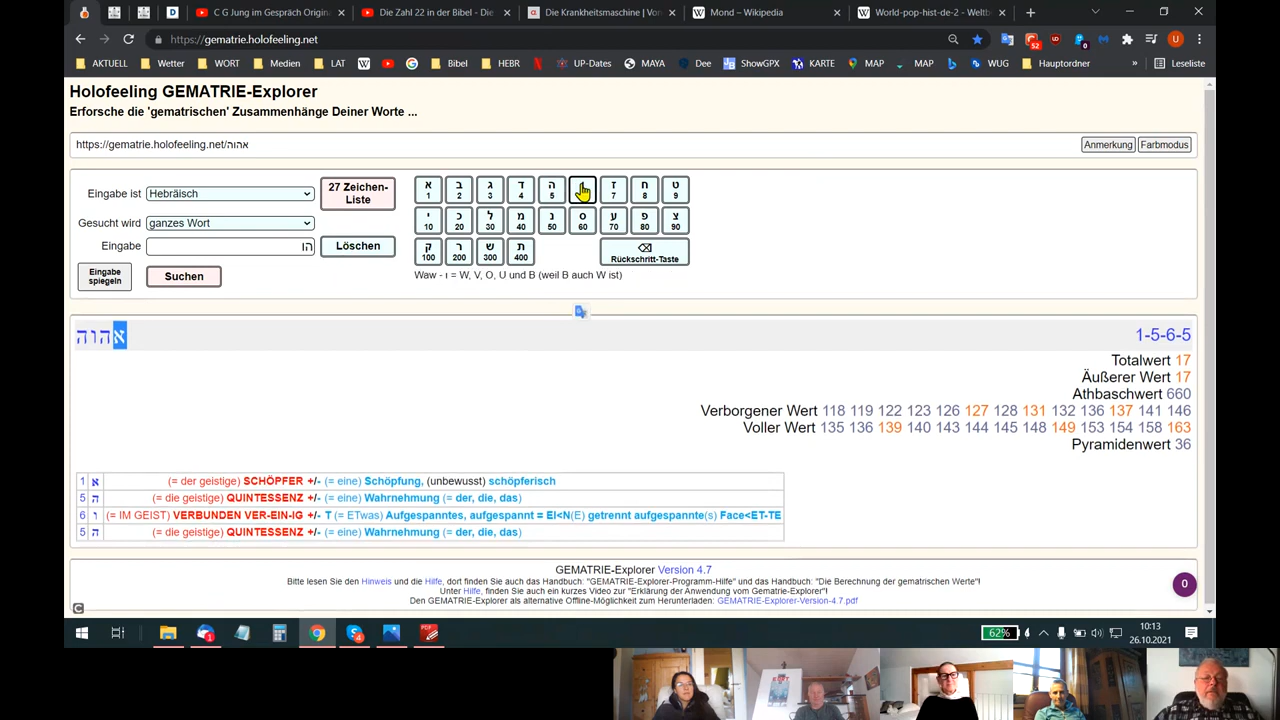 C G Jung im Gespräch Origina
Die Zahl 22 in der Bibel - Die
Die Krankheitsmaschine | Vor
Mond – Wikipedia
World-pop-hist-de-2 - Weltb
https://gematrie.holofeeling.net
52 0 U
AKTUELL Wetter WORT Medien LAT Bibel HEBR UP-Dates MAYA Dee ShowGPX KARTE MAP MAP WUG Hauptordner » Leseliste
Holofeeling GEMATRIE-Explorer
Erforsche die 'gematrischen' Zusammenhänge Deiner Worte ...
https://gematrie.holofeeling.net/אהוה Anmerkung Farbmodus
Eingabe ist Hebräisch 27 Zeichen-Liste
Gesucht wird ganzes Wort
Eingabe הו Löschen
Eingabe spiegeln Suchen
א ב ג ד ה ז ח ט
1 2 3 4 5 7 8 9
י כ ל מ נ ס ע פ צ
10 20 30 40 50 60 70 80 90
ק ר ש ת
100 200 300 400
Rückschritt-Taste
Waw - ו = W, V, O, U und B (weil B auch W ist)
אהוה 1-5-6-5
Totalwert 17
Äußerer Wert 17
Athbaschwert 660
Verborgener Wert 118 119 122 123 126 127 128 131 132 136 137 141 146
Voller Wert 135 136 139 140 143 144 145 148 149 153 154 158 163
Pyramidenwert 36
1 א (= der geistige) SCHÖPFER +/- (= eine) Schöpfung, (unbewusst) schöpferisch
5 ה (= die geistige) QUINTESSENZ +/- (= eine) Wahrnehmung (= der, die, das)
6 ו (= IM GEIST) VERBUNDEN VER-EIN-IG +/- T (= ETwas) Aufgespanntes, aufgespannt = EI<N(E) getrennt aufgespannte(s) Face<ET-TE
5 ה (= die geistige) QUINTESSENZ +/- (= eine) Wahrnehmung (= der, die, das)
GEMATRIE-Explorer Version 4.7
Bitte lesen Sie den Hinweis und die Hilfe, dort finden Sie auch das Handbuch: "GEMATRIE-Explorer-Programm-Hilfe" und das Handbuch: "Die Berechnung der gematrischen Werte"!
Unter Hilfe, finden Sie auch ein kurzes Video zur "Erklärung der Anwendung vom Gematrie-Explorer"!
Den GEMATRIE-Explorer als alternative Offline-Möglichkeit zum Herunterladen: GEMATRIE-Explorer-Version-4.7.pdf
0
62%
10:13
26.10.2021